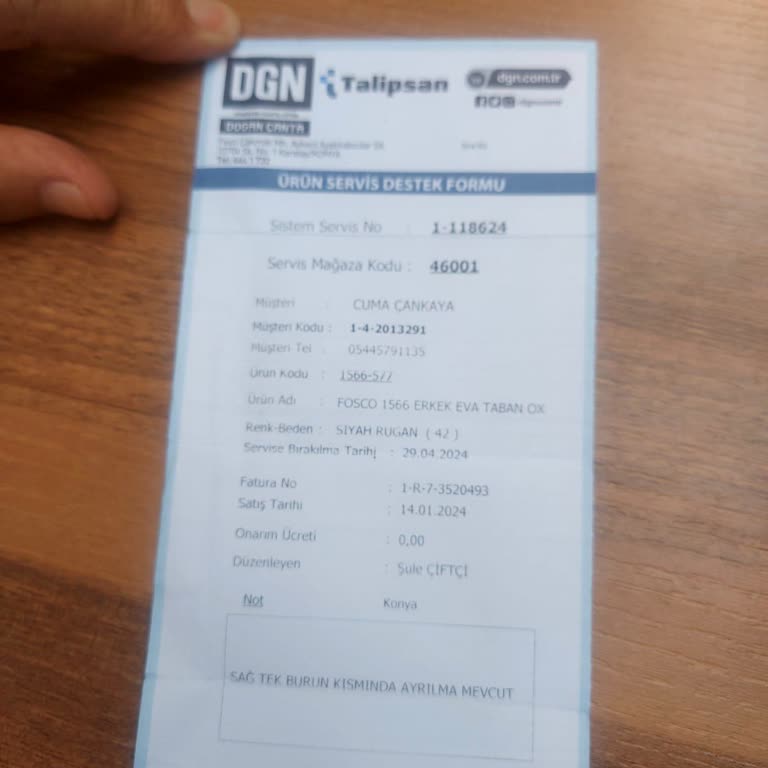 DGN Talipsan dgn.com.tr
DOĞAN ÇANTA
ÜRÜN SERVİS DESTEK FORMU
Sistem Servis No : 1-118624
Servis Mağaza Kodu : 46001
Müşteri : CUMA ÇANKAYA
Müşteri Kodu : 1-4-2013291
Müşteri Tel : 05445791135
Ürün Kodu : 1566-577
Ürün Adı : FOSCO 1566 ERKEK EVA TABAN OX
Renk-Beden : SİYAH RUGAN ( 42 )
Servise Bırakılma Tarihi : 29.04.2024
Fatura No : 1-R-7-3520493
Satış Tarihi : 14.01.2024
Onarım Ücreti : 0,00
Düzenleyen : Şule ÇİFTÇİ
Not Konya
SAĞ TEK BURUN KISMINDA AYRILMA MEVCUT